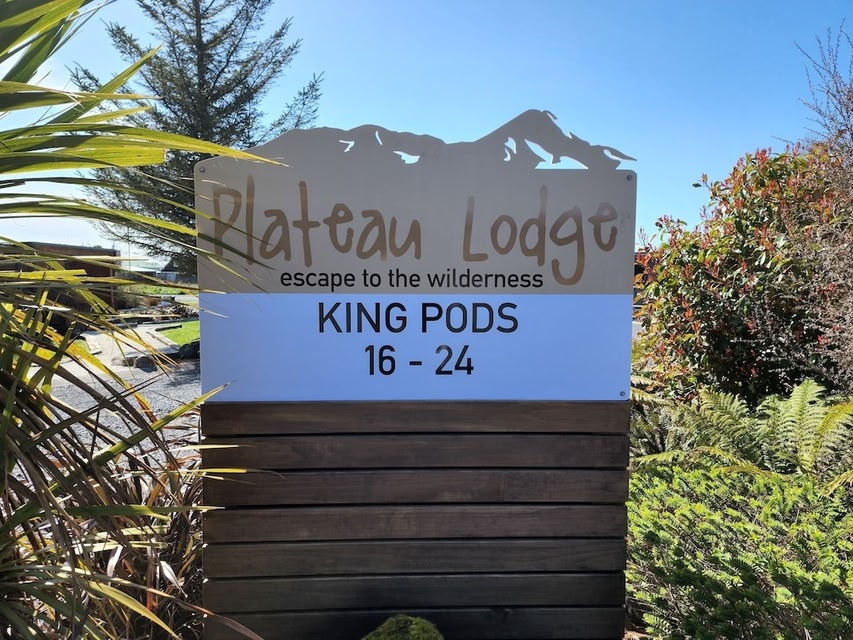 Plateau Lodge
escape to the wilderness
KING PODS
16 - 24